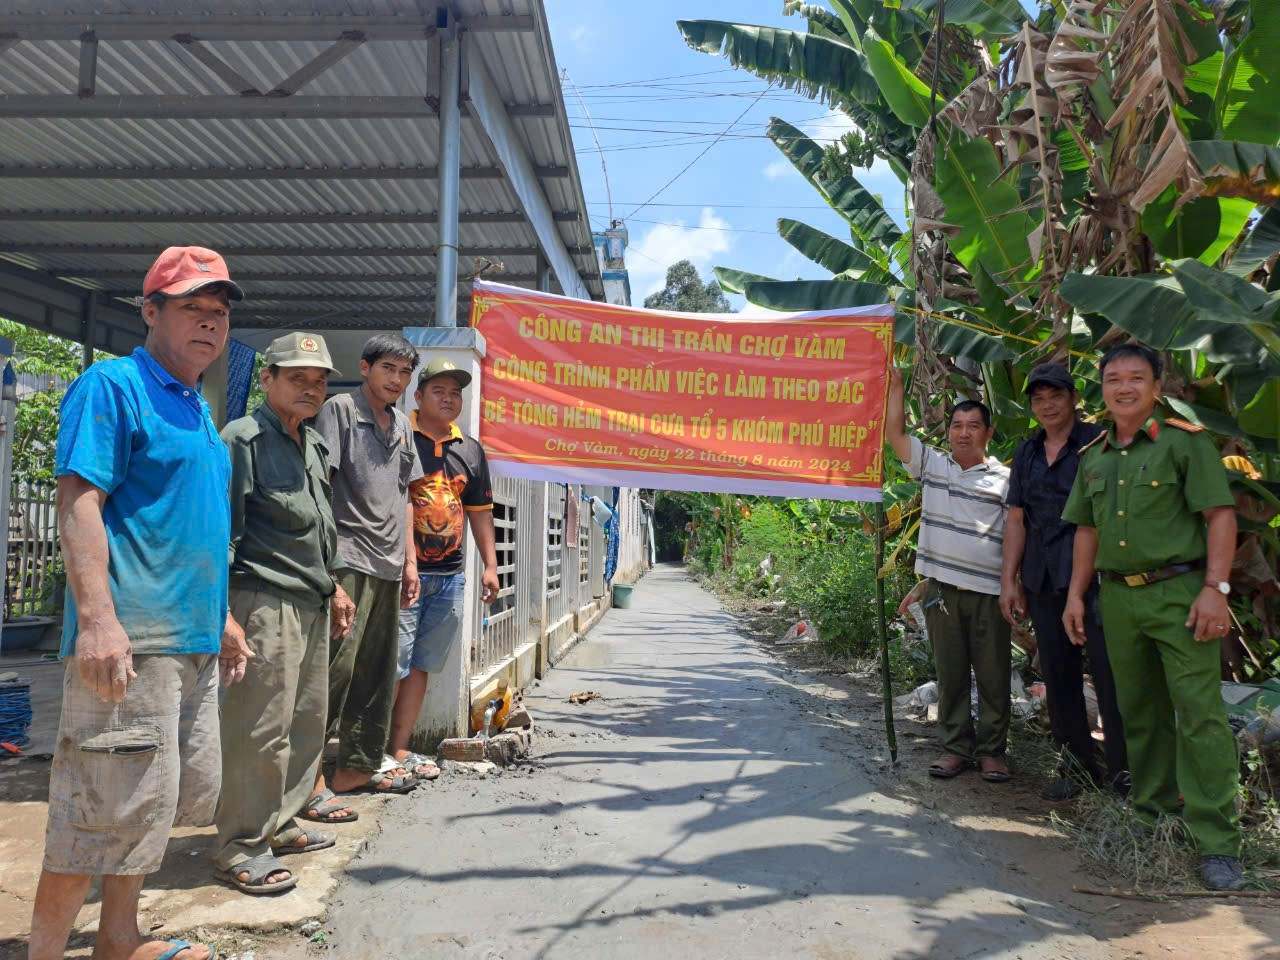 CÔNG AN THỊ TRẤN CHỢ VÀM
CÔNG TRÌNH PHẦN VIỆC LÀM THEO BÁC
"BÊ TÔNG HẺM TRẠI CƯA TỔ 5 KHÓM PHÚ HIỆP"
Chợ Vàm, ngày 22 tháng 8 năm 2024